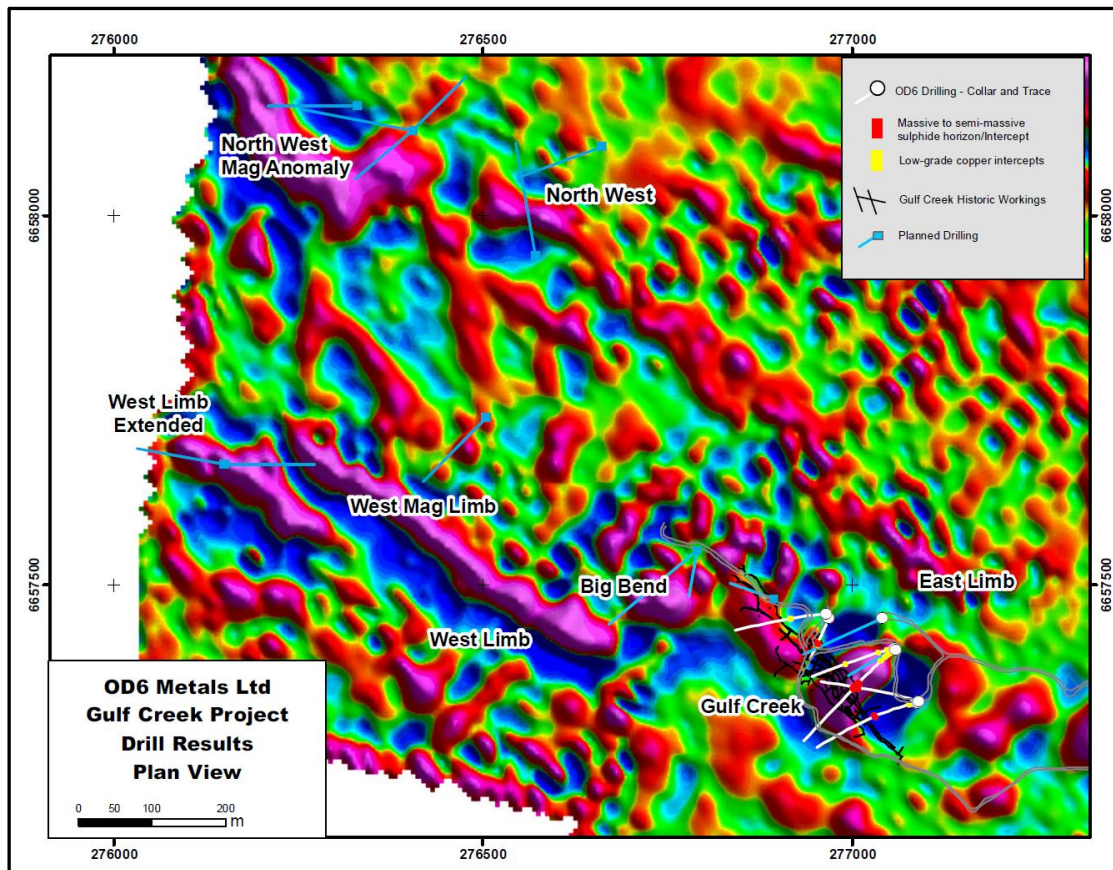 276000
276500
277000
6658000
6657500
6658000
6657500
276000
276500
277000
OD6 Drilling - Collar and Trace
Massive to semi-massive
sulphide horizon/Intercept
Low-grade copper intercepts
Gulf Creek Historic Workings
Planned Drilling
North West
Mag Anomaly
North West
West Limb
Extended
West Mag Limb
Big Bend
East Limb
West Limb
Gulf Creek
OD6 Metals Ltd
Gulf Creek Project
Drill Results
Plan View
0 50 100 200
m